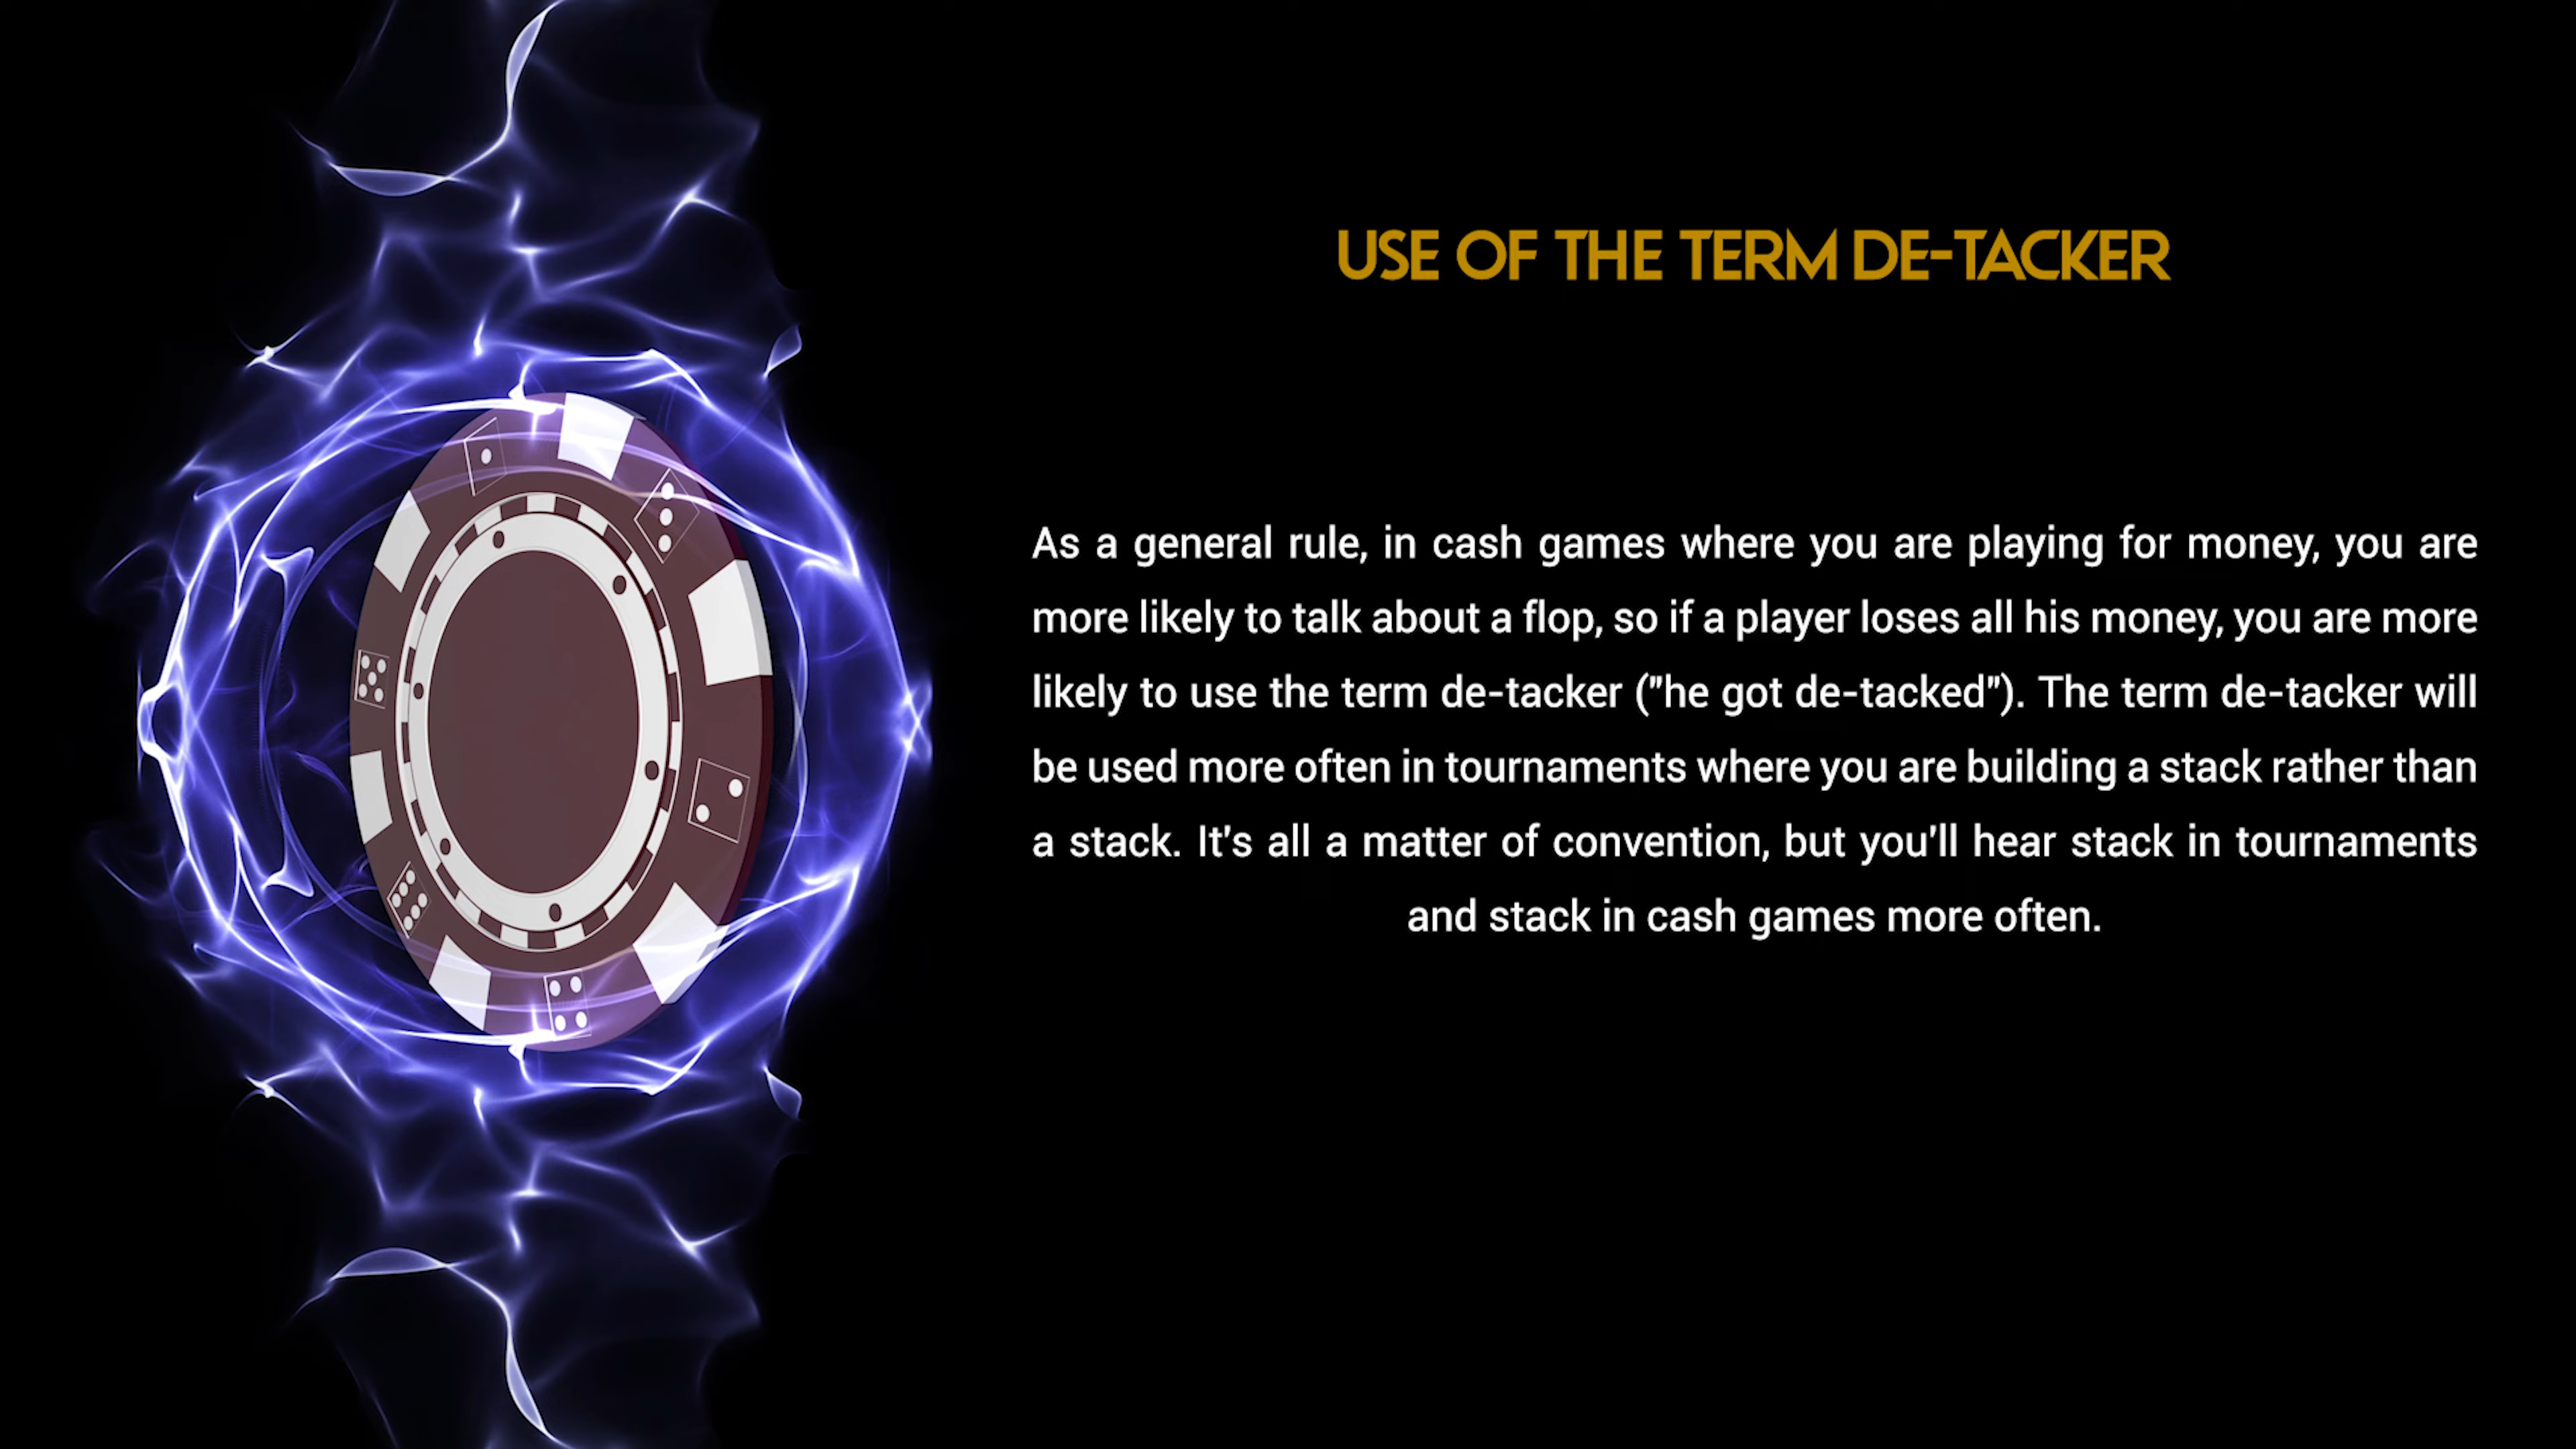 USE OF THE TERM DE-TACKER
As a general rule, in cash games where you are playing for money, you are
more likely to talk about a flop, so if a player loses all his money, you are more
likely to use the term de-tacker ("he got de-tacked"). The term de-tacker will
be used more often in tournaments where you are building a stack rather than
a stack. It's all a matter of convention, but you'll hear stack in tournaments
and stack in cash games more often.